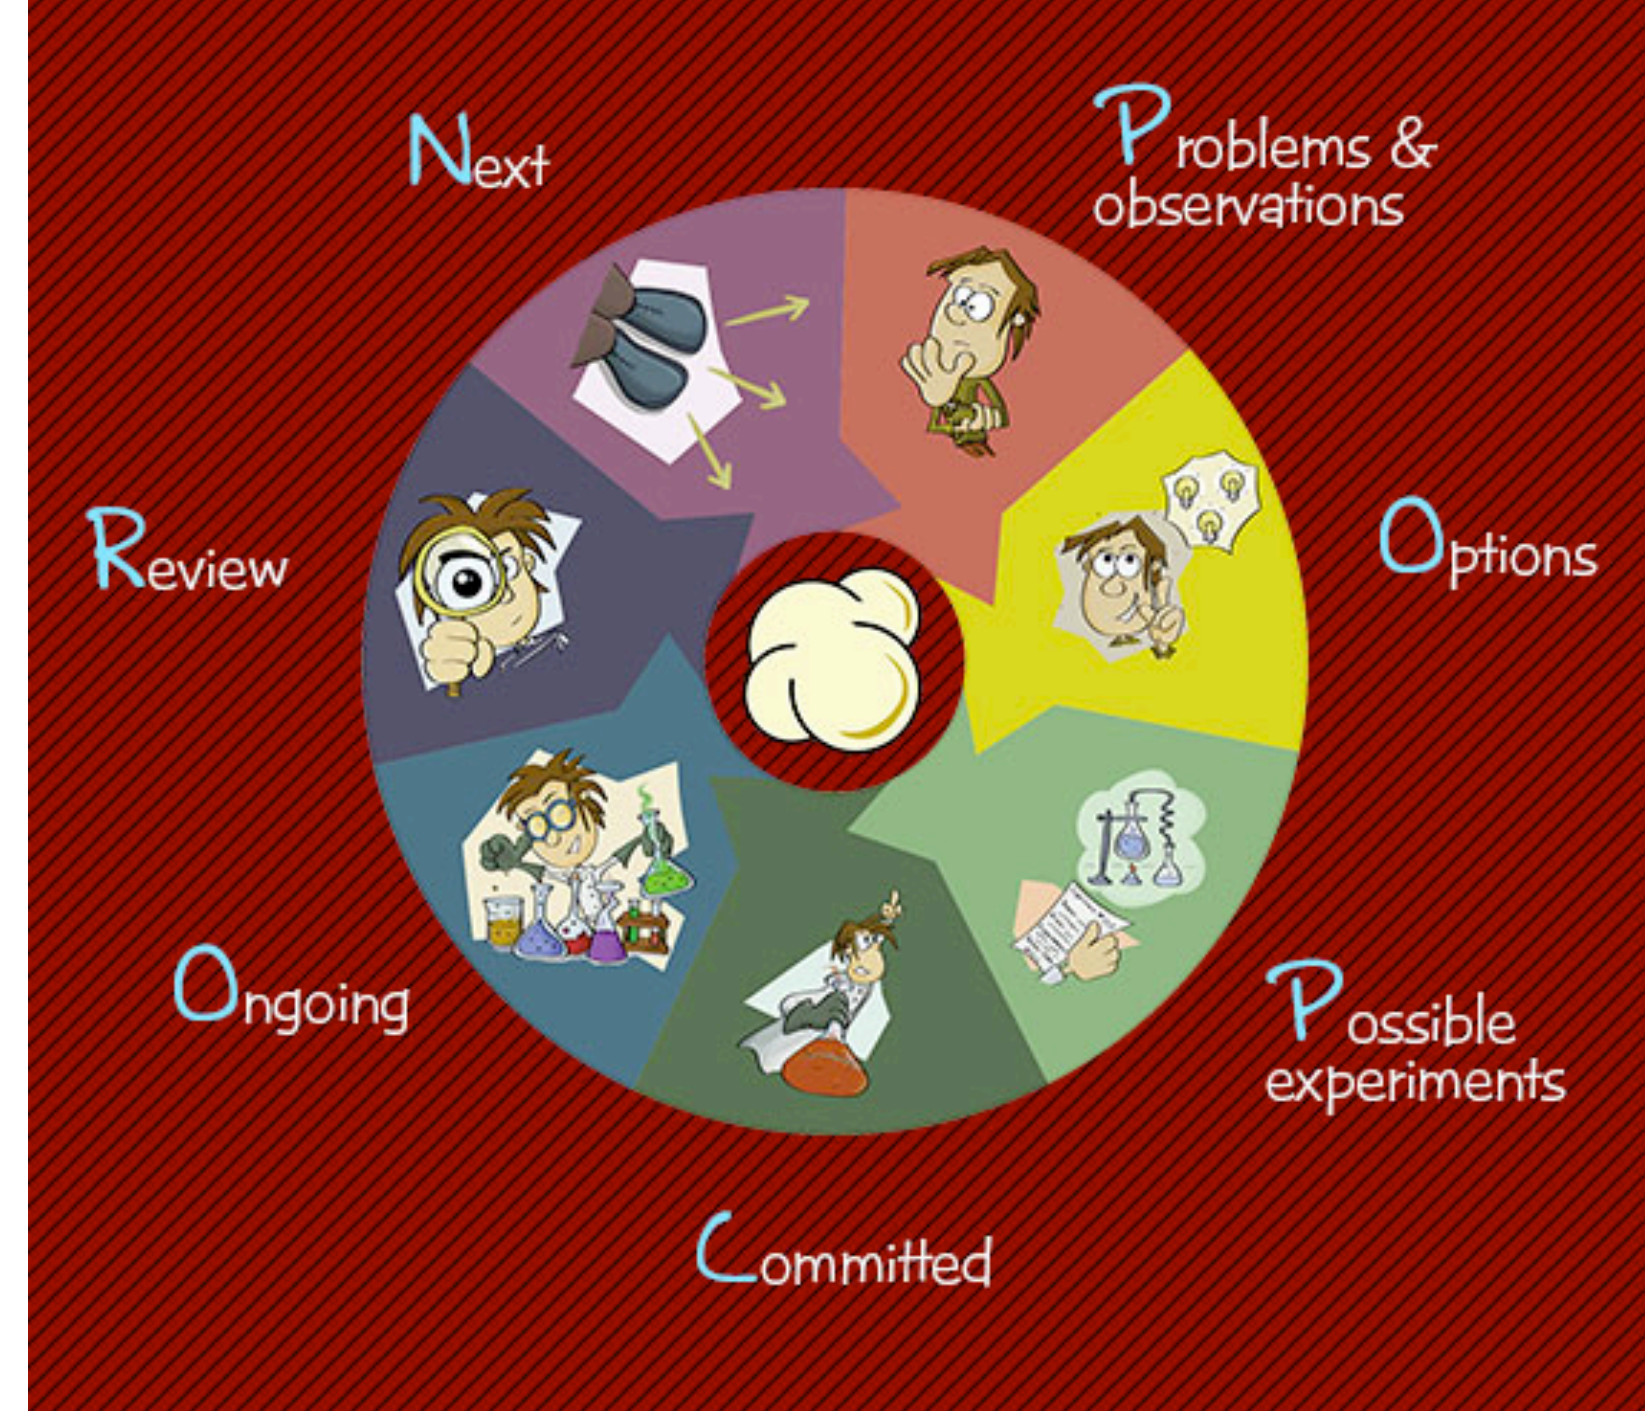 Problems &
observations
Options
Possible
experiments
Committed
Ongoing
Review
Next